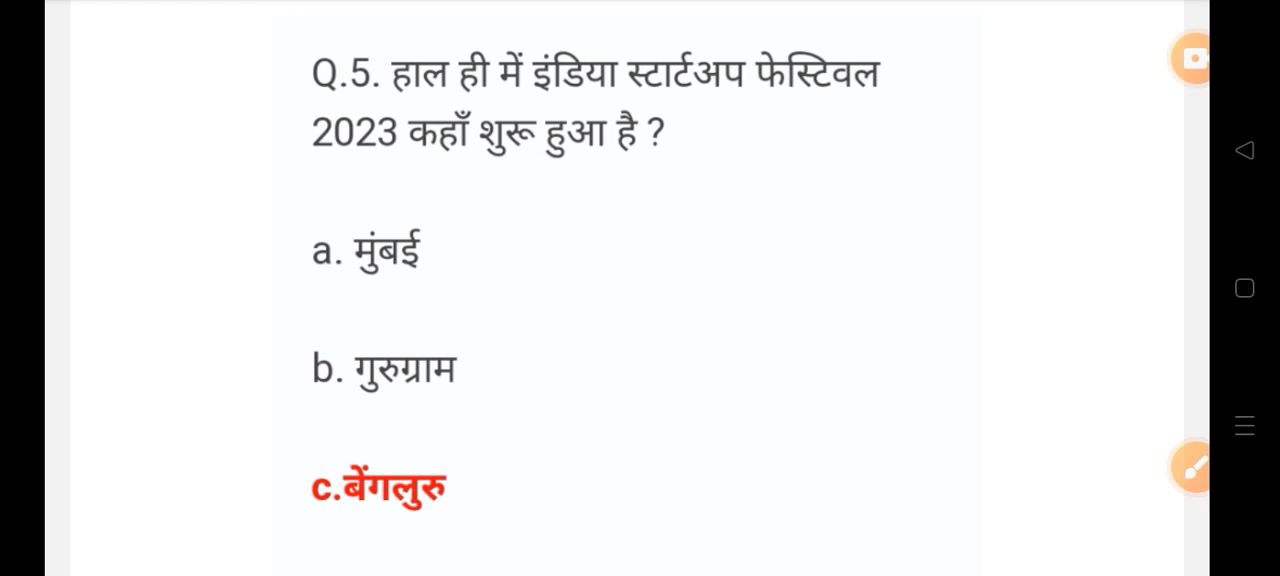 Q.5. हाल ही में इंडिया स्टार्टअप फेस्टिवल
2023 कहाँ शुरू हुआ है ?
a. मुंबई
b. गुरुग्राम
c.बेंगलुरु